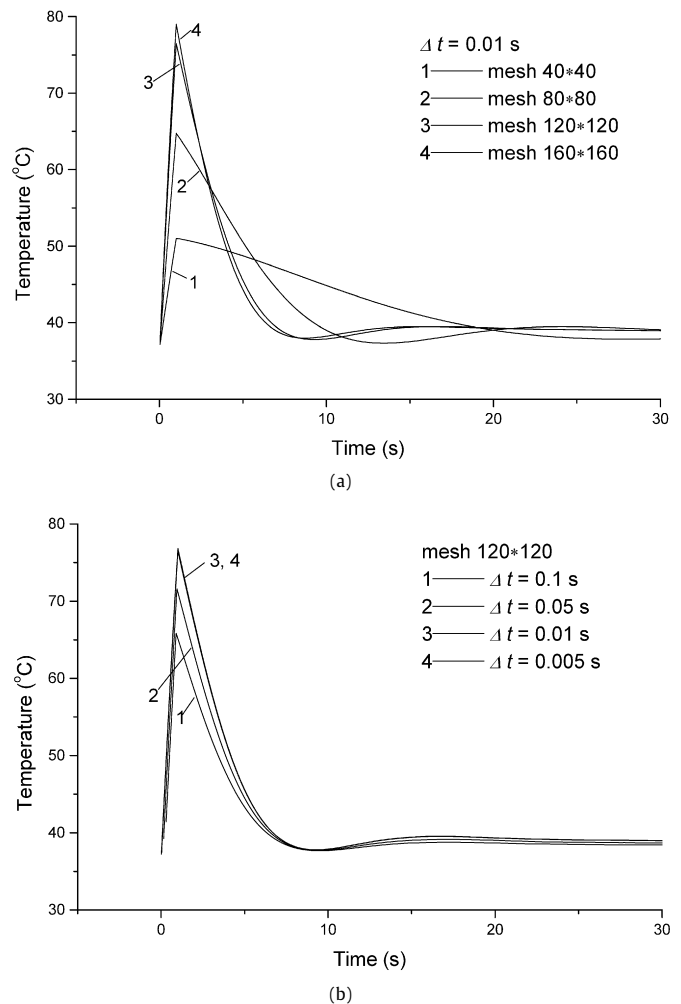 80
70
60
50
40
30
Temperature (°C)
4
3
2
1
Δ t = 0.01 s
1 mesh 40*40
2 mesh 80*80
3 mesh 120*120
4 mesh 160*160
0 10 20 30
Time (s)
(a)
80
70
60
50
40
30
Temperature (°C)
3, 4
2
1
mesh 120*120
1 Δ t = 0.1 s
2 Δ t = 0.05 s
3 Δ t = 0.01 s
4 Δ t = 0.005 s
0 10 20 30
Time (s)
(b)